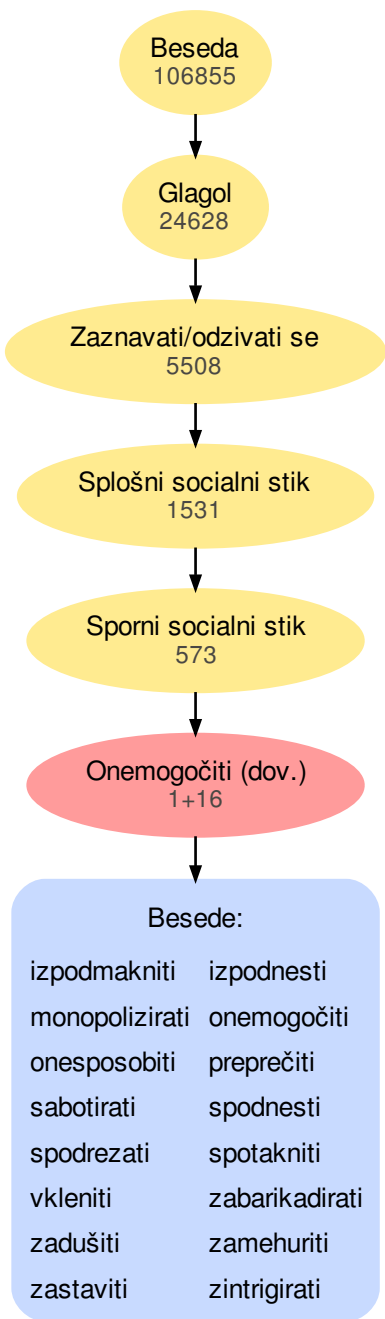 Beseda
106855
Glagol
24628
Zaznavati/odzivati se
5508
Splošni socialni stik
1531
Sporni socialni stik
573
Onemogočiti (dov.)
1+16
Besede:
izpodmakniti izpodnesti
monopolizirati onemogočiti
onesposobiti preprečiti
sabotirati spodnesti
spodrezati spotakniti
vkleniti zabarikadirati
zadušiti zamehuriti
zastaviti zintrigirati